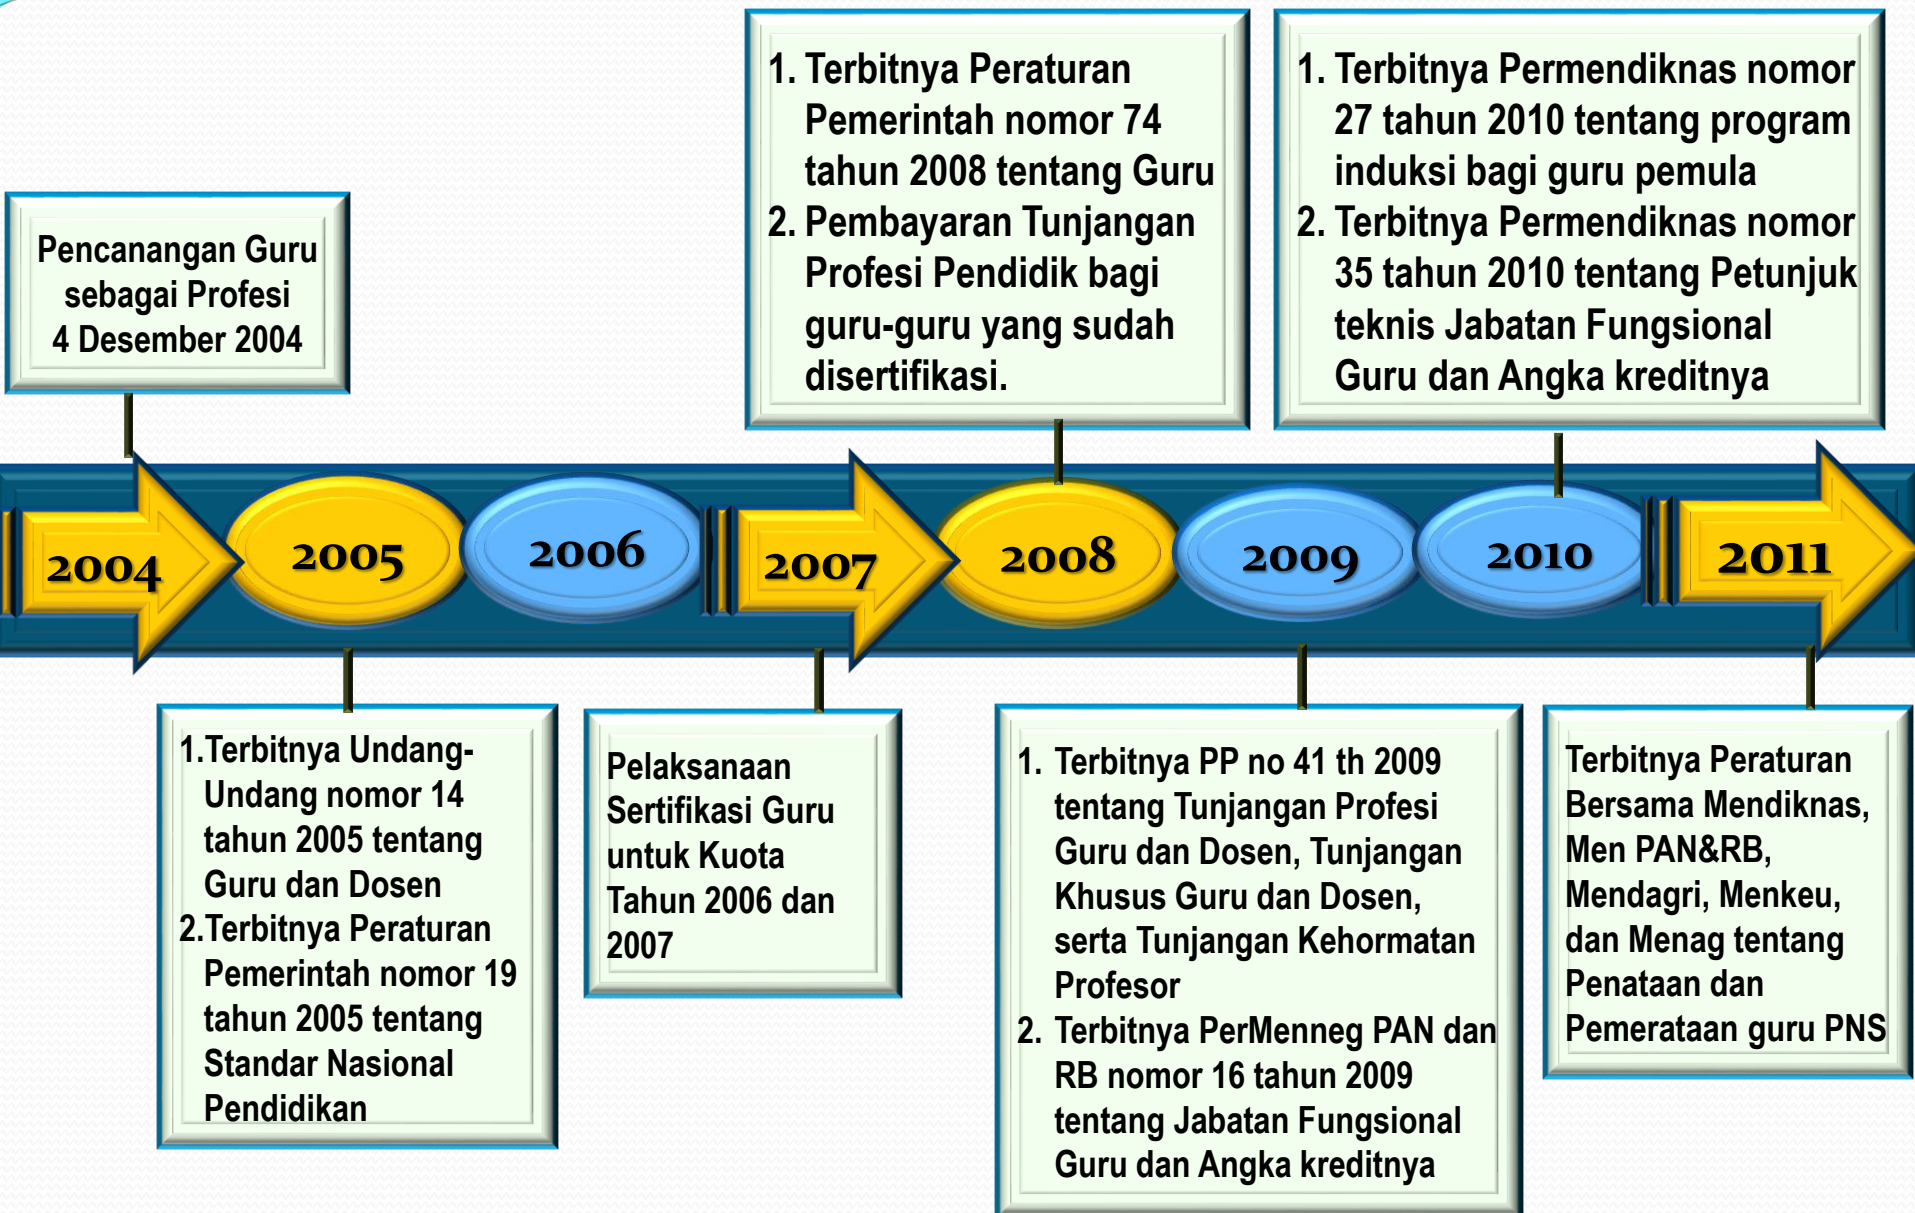 Pencanangan Guru
sebagai Profesi
4 Desember 2004
1. Terbitnya Peraturan
Pemerintah nomor 74
tahun 2008 tentang Guru
2. Pembayaran Tunjangan
Profesi Pendidik bagi
guru-guru yang sudah
disertifikasi.
1. Terbitnya Permendiknas nomor
27 tahun 2010 tentang program
induksi bagi guru pemula
2. Terbitnya Permendiknas nomor
35 tahun 2010 tentang Petunjuk
teknis Jabatan Fungsional
Guru dan Angka kreditnya
2004
2005
2006
2007
2008
2009
2010
2011
1.Terbitnya Undang-
Undang nomor 14
tahun 2005 tentang
Guru dan Dosen
2.Terbitnya Peraturan
Pemerintah nomor 19
tahun 2005 tentang
Standar Nasional
Pendidikan
Pelaksanaan
Sertifikasi Guru
untuk Kuota
Tahun 2006 dan
2007
1. Terbitnya PP no 41 th 2009
tentang Tunjangan Profesi
Guru dan Dosen, Tunjangan
Khusus Guru dan Dosen,
serta Tunjangan Kehormatan
Profesor
2. Terbitnya PerMenneg PAN dan
RB nomor 16 tahun 2009
tentang Jabatan Fungsional
Guru dan Angka kreditnya
Terbitnya Peraturan
Bersama Mendiknas,
Men PAN&RB,
Mendagri, Menkeu,
dan Menag tentang
Penataan dan
Pemerataan guru PNS